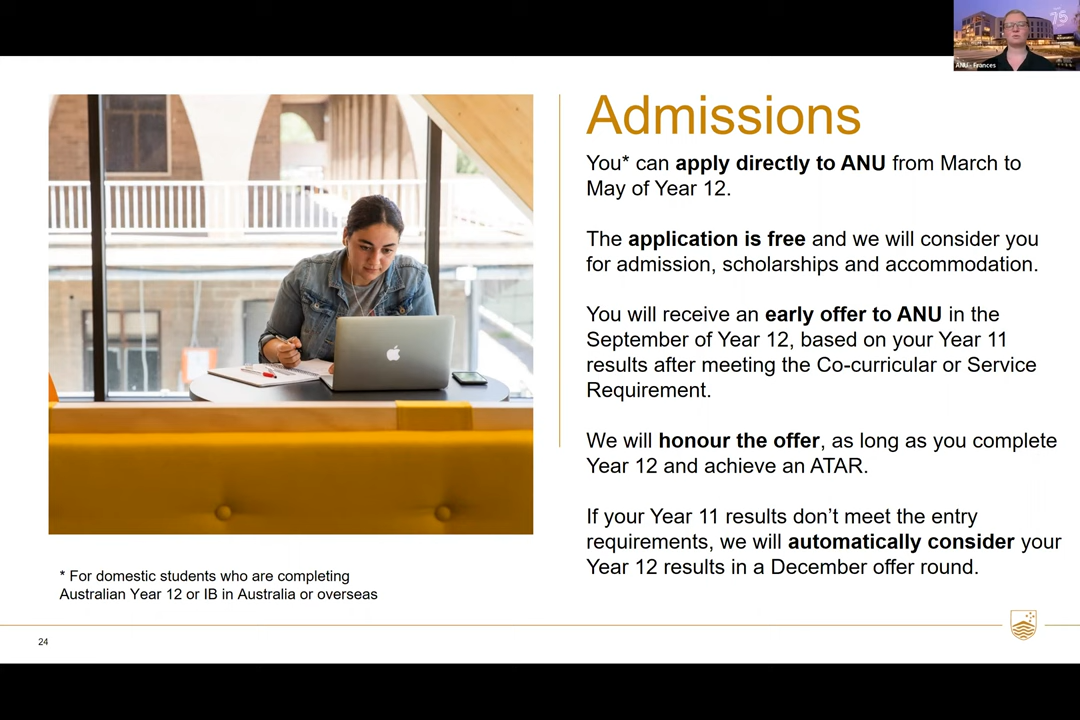 75
ANU - Frances
Admissions
You* can apply directly to ANU from March to
May of Year 12.
The application is free and we will consider you
for admission, scholarships and accommodation.
You will receive an early offer to ANU in the
September of Year 12, based on your Year 11
results after meeting the Co-curricular or Service
Requirement.
We will honour the offer, as long as you complete
Year 12 and achieve an ATAR.
If your Year 11 results don’t meet the entry
requirements, we will automatically consider your
Year 12 results in a December offer round.
* For domestic students who are completing
Australian Year 12 or IB in Australia or overseas
24